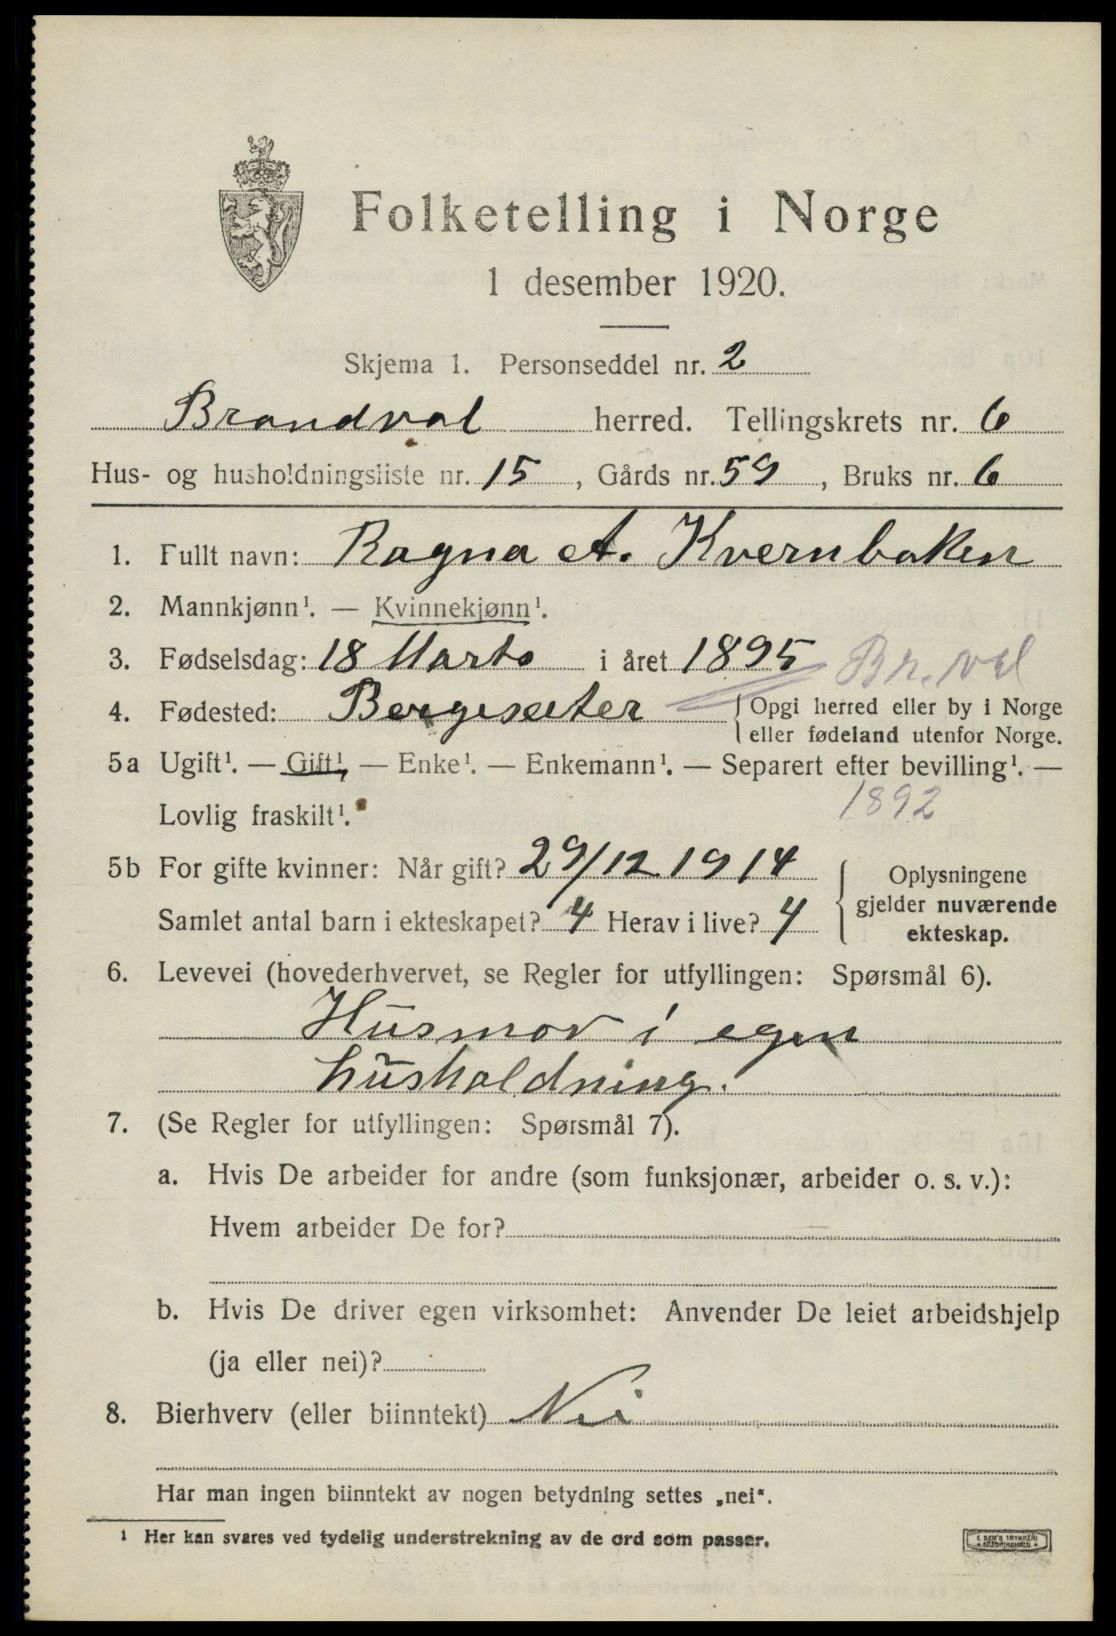 Folketelling i Norge
1 desember 1920.
Skjema 1. Personseddel nr. 2
Brandval herred. Tellingskrets nr. 6
Hus- og husholdningsliste nr. 15, Gårds nr. 59, Bruks nr. 6
1. Fullt navn: Ragna A. Kvernbaken
2. Mannkjønn¹. — Kvinnekjønn¹.
3. Fødselsdag: 18 Marts i året 1895 Br.val
4. Fødested: Bergeseter { Opgi herred eller by i Norge
eller fødeland utenfor Norge.
5a Ugift¹. — Gift¹, — Enke¹. — Enkemann¹. — Separert efter bevilling¹. —
Lovlig fraskilt¹. 1892
5b For gifte kvinner: Når gift? 29/12 1914
Samlet antal barn i ekteskapet? 4 Herav i live? 4
{ Oplysningene
gjelder nuværende
ekteskap.
6. Levevei (hovederhvervet, se Regler for utfyllingen: Spørsmål 6).
Husmor i egen
husholdning.
7. (Se Regler for utfyllingen: Spørsmål 7).
a. Hvis De arbeider for andre (som funksjonær, arbeider o. s. v.):
Hvem arbeider De for?
b. Hvis De driver egen virksomhet: Anvender De leiet arbeidshjelp
(ja eller nei)?
8. Bierhverv (eller biinntekt) Nei
Har man ingen biinntekt av nogen betydning settes „nei“.
¹ Her kan svares ved tydelig understrekning av de ord som passer.